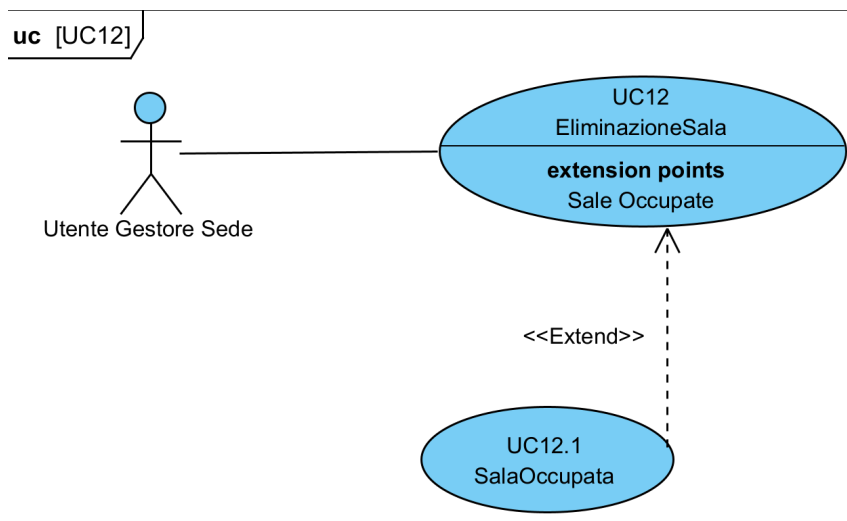 uc [UC12]
UC12
EliminazioneSala
extension points
Sale Occupate
Utente Gestore Sede
<<Extend>>
UC12.1
SalaOccupata